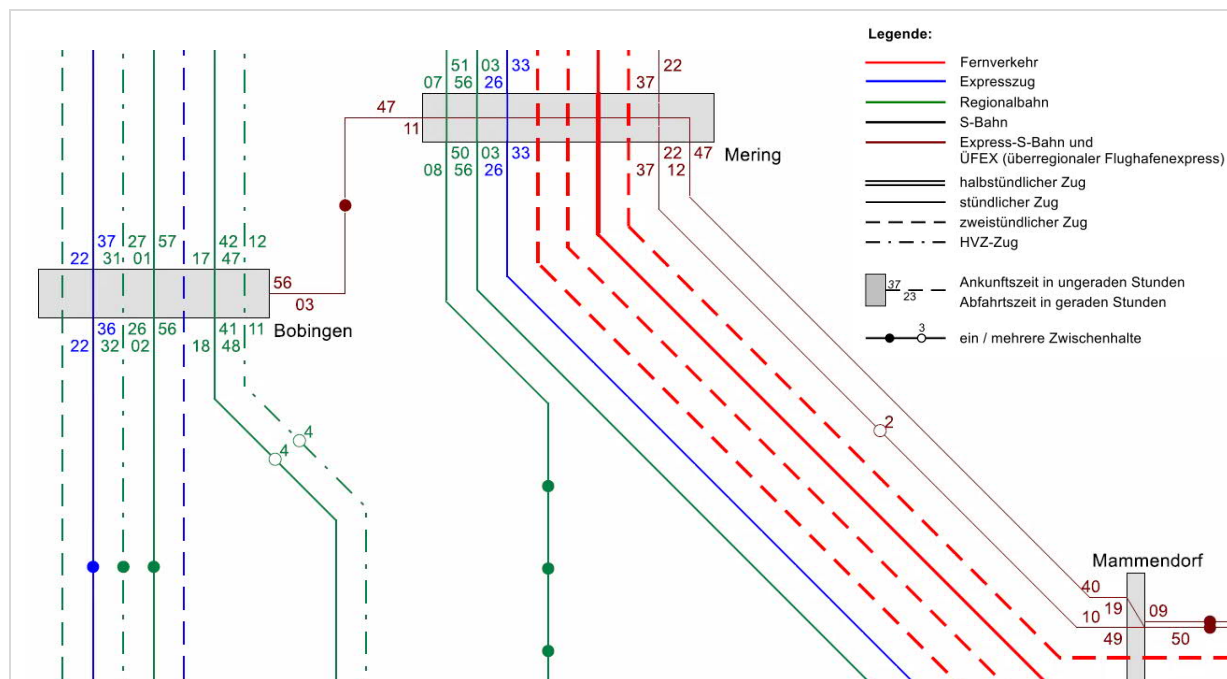 Legende:
Fernverkehr
Expresszug
Regionalbahn
S-Bahn
Express-S-Bahn und
ÜFEX (überregionaler Flughafenexpress)
halbstündlicher Zug
stündlicher Zug
zweistündlicher Zug
HVZ-Zug
37
23
Ankunftszeit in ungeraden Stunden
Abfahrtszeit in geraden Stunden
3
ein / mehrere Zwischenhalte
51 03 33 22
07 56 26 37
47
11
Mering
50 03 33 22 47
08 56 26 37 12
37 27 57 42 12
22 31 01 17 47
56
03
Bobingen
36 26 56 41 11
22 32 02 18 48
4
4
2
Mammendorf
40
19 09
10
49 50